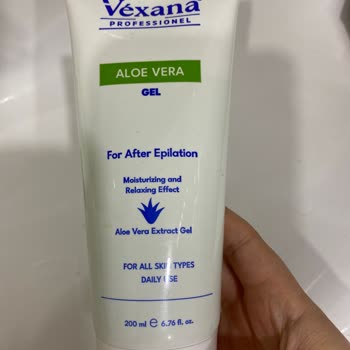 Véxana
PROFESSIONEL
ALOE VERA
GEL
For After Epilation
Moisturizing and
Relaxing Effect
Aloe Vera Extract Gel
FOR ALL SKIN TYPES
DAILY USE
200 ml ℮ 6.76 fl. oz.